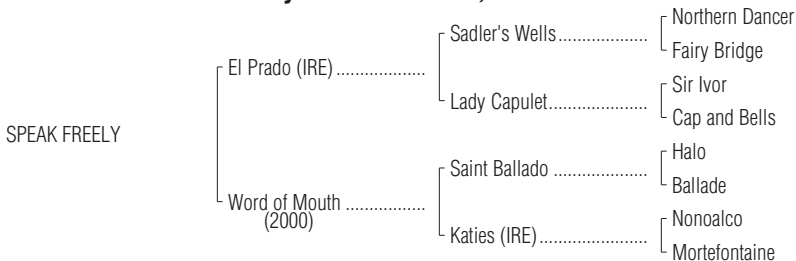 Northern Dancer
Sadler's Wells....................
Fairy Bridge
El Prado (IRE) ...................
Sir Ivor
Lady Capulet......................
Cap and Bells
SPEAK FREELY
Halo
Saint Ballado ....................
Ballade
Word of Mouth .................
(2000)
Nonoalco
Katies (IRE).......................
Mortefontaine